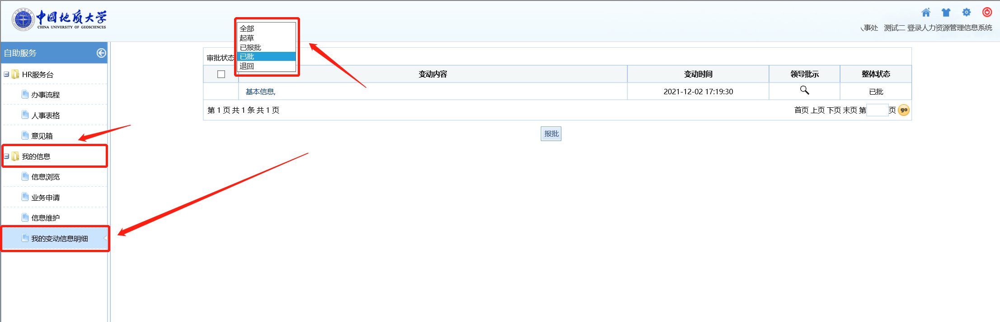 中国地质大学
CHINA UNIVERSITY OF GEOSCIENCES
人事处 测试二 登录人力资源管理信息系统
自助服务
HR服务台
办事流程
人事表格
意见箱
我的信息
信息浏览
业务申请
信息维护
我的变动信息明细
审批状态
全部
起草
已报批
已批
退回
变动内容 变动时间 领导批示 整体状态
基本信息, 2021-12-02 17:19:30 已批
第 1 页 共 1 条 共 1 页 首页 上页 下页 末页 第 页 go
报批